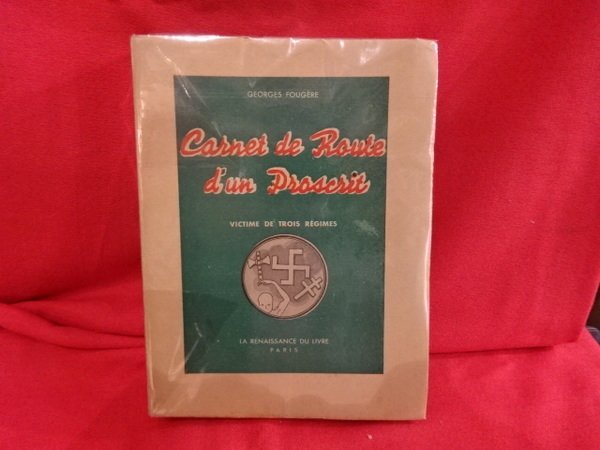 GEORGES FOUGÈRE
Carnet de Route
d'un Proscrit
VICTIME DE TROIS RÉGIMES
LA RENAISSANCE DU LIVRE
PARIS